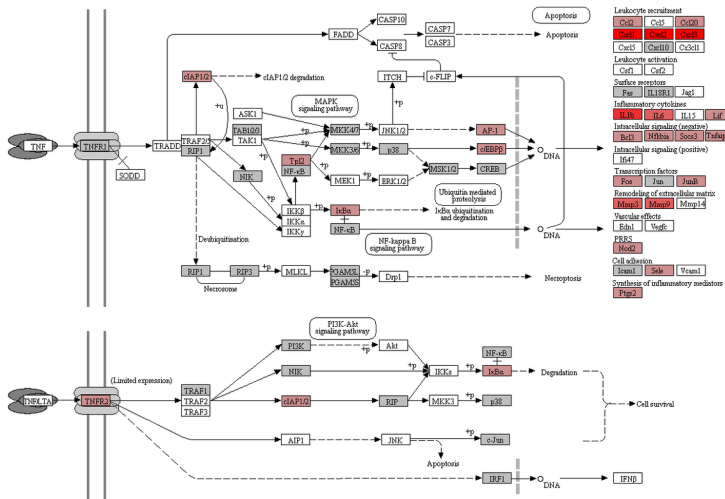 Apoptosis
CASP10
CASP8
CASP7
CASP3
FADD
Apoptosis
cIAP1/2
cIAP1/2 degradation
+u
ITCH
c-FLIP
MAPK
signaling pathway
+p
ASK1
TNF
TNFR1
SODD
TRADD
TRAF2/5
RIP1
TAB1/2/3
TAK1
MKK4/7
+p
JNK1/2
+p
AP-1
MKK3/6
+p
p38
c/EBPβ
DNA
Tpl2
NF-κB
NIK
MEK1
+p
ERK1/2
MSK1/2
CREB
+p
+p
Ubiquitin mediated
proteolysis
IKKβ
IKKα
IKKγ
+p
IκBα
NF-κB
IκBα ubiquitination
and degradation
DNA
NF-kappa B
signaling pathway
Deubiquitination
RIP1
RIP3
+p
MLKL
PGAM5L
PGAM5S
-p
Drp1
Necroptosis
Necrosome
Leukocyte recruitment
Ccl2
Ccl5
Ccl20
Cxcl1
Cxcl2
Cxcl3
Cxcl5
Cxcl10
Cx3cl1
Leukocyte activation
Csf1
Csf2
Surface receptors
Fas
IL18R1
Jag1
Inflamatory cytokines
IL1b
IL6
IL15
Lif
Intracellular signaling (negative)
Bcl3
Nfkbia
Socs3
Tnfaip
Intracellular signaling (positive)
Ifi47
Transcription factors
Fos
Jun
JunB
Remodeling of extracellular matrix
Mmp3
Mmp9
Mmp14
Vascular effects
Edn1
Vegfc
PRRS
Nod2
Cell adhesion
Icam1
Sele
Vcam1
Synthesis of inflammatory mediators
Ptgs2
PI3K-Akt
signaling pathway
PI3K
+p
Akt
+p
NIK
+p
IKKs
+p
NF-κB
IκBα
Degradation
(Limited expression)
TNFR2
TRAF1
TRAF2
TRAF3
cIAP1/2
RIP
MKK3
+p
p38
Cell survival
AIP1
JNK
+p
c-Jun
Apoptosis
IRF1
DNA
IFNβ